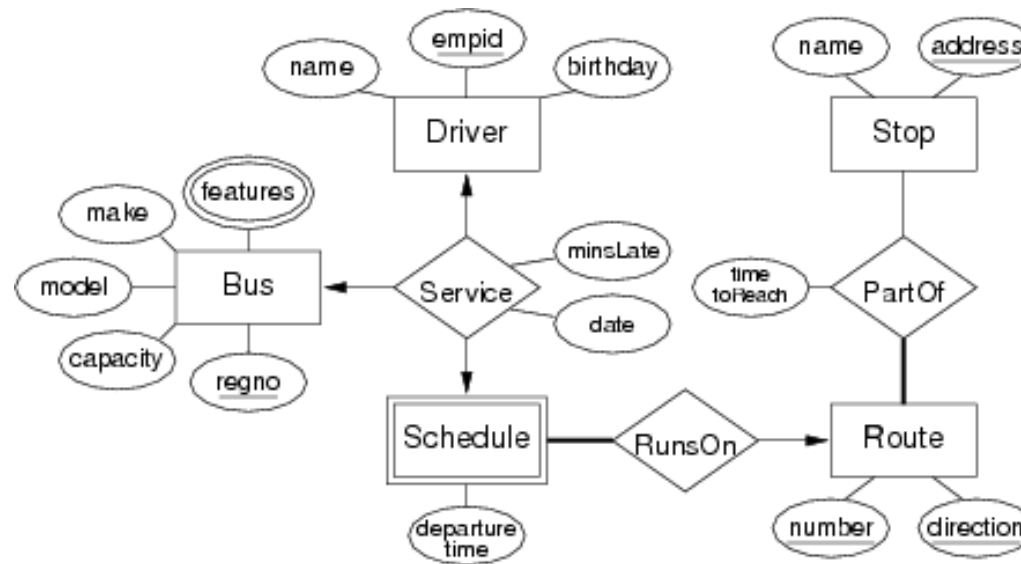 empid
name
birthday
Driver
name
address
Stop
features
make
model
Bus
capacity
regno
Service
minsLate
date
time
toReach
PartOf
Schedule
RunsOn
Route
departure
time
number
direction